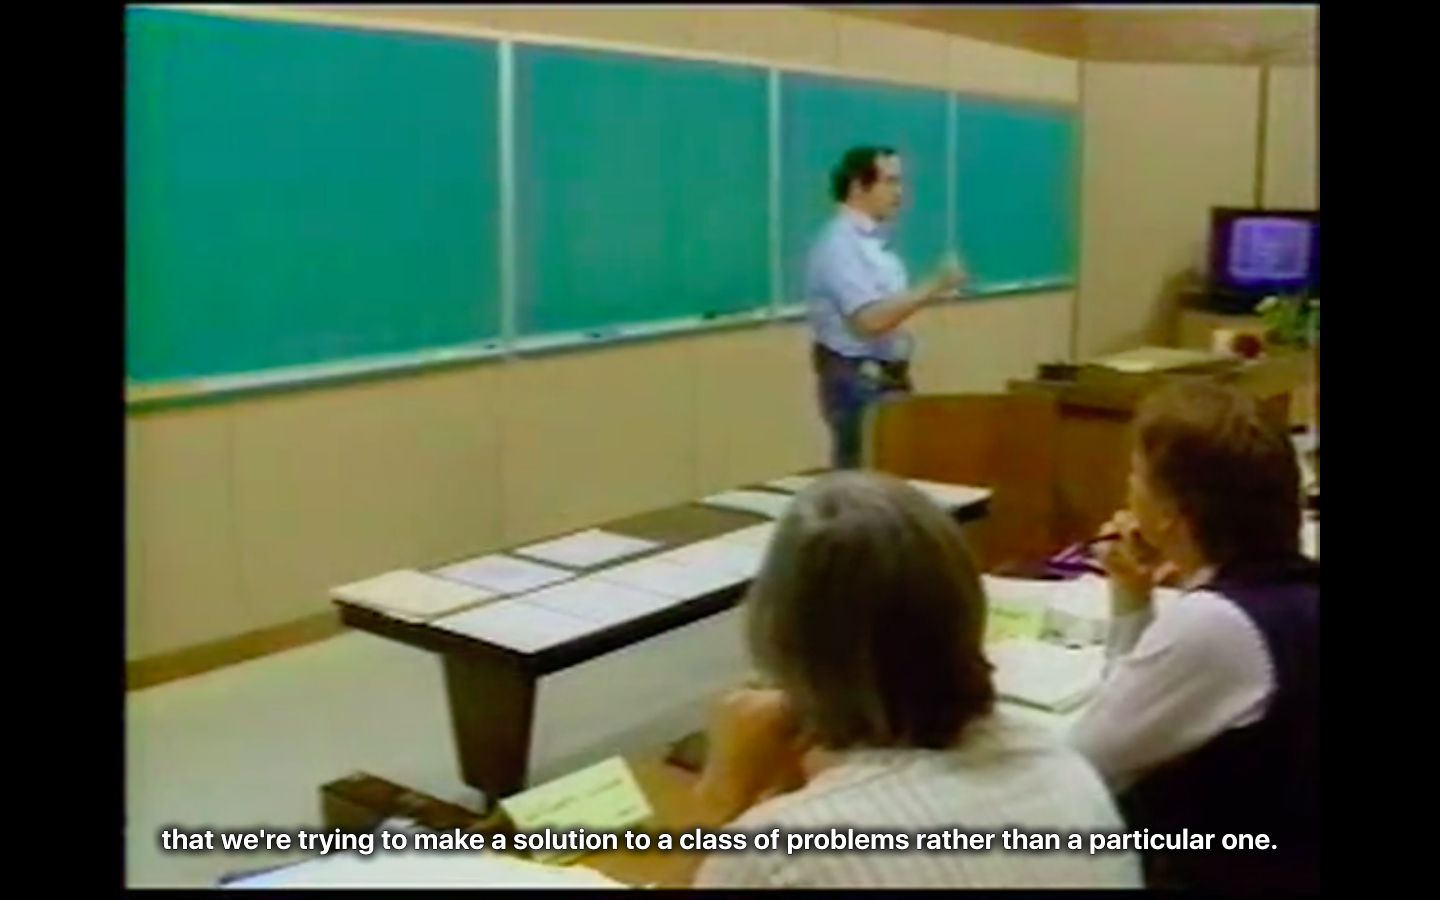 that we're trying to make a solution to a class of problems rather than a particular one.